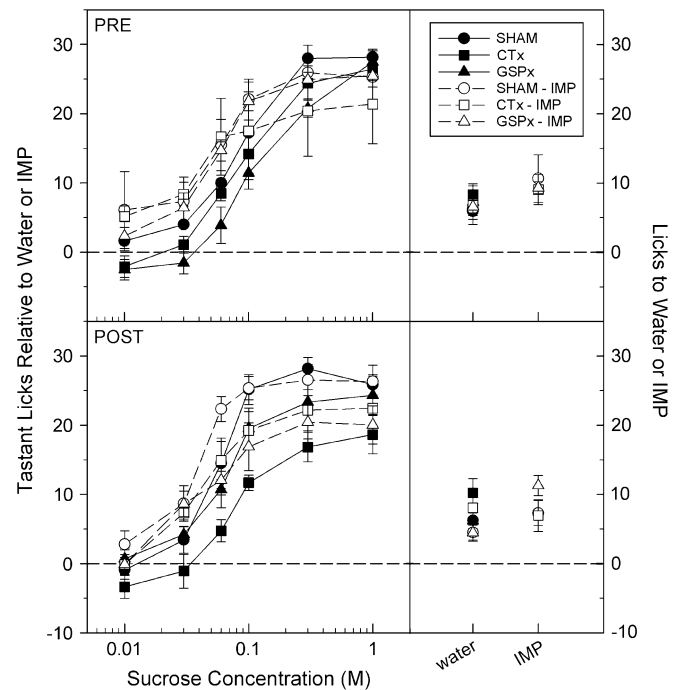 PRE
30
20
10
0
SHAM
CTx
GSPx
SHAM - IMP
CTx - IMP
GSPx - IMP
30
20
10
0
Tastant Licks Relative to Water or IMP
Licks to Water or IMP
POST
30
20
10
0
-10
30
20
10
0
-10
0.01
0.1
1
water
IMP
Sucrose Concentration (M)